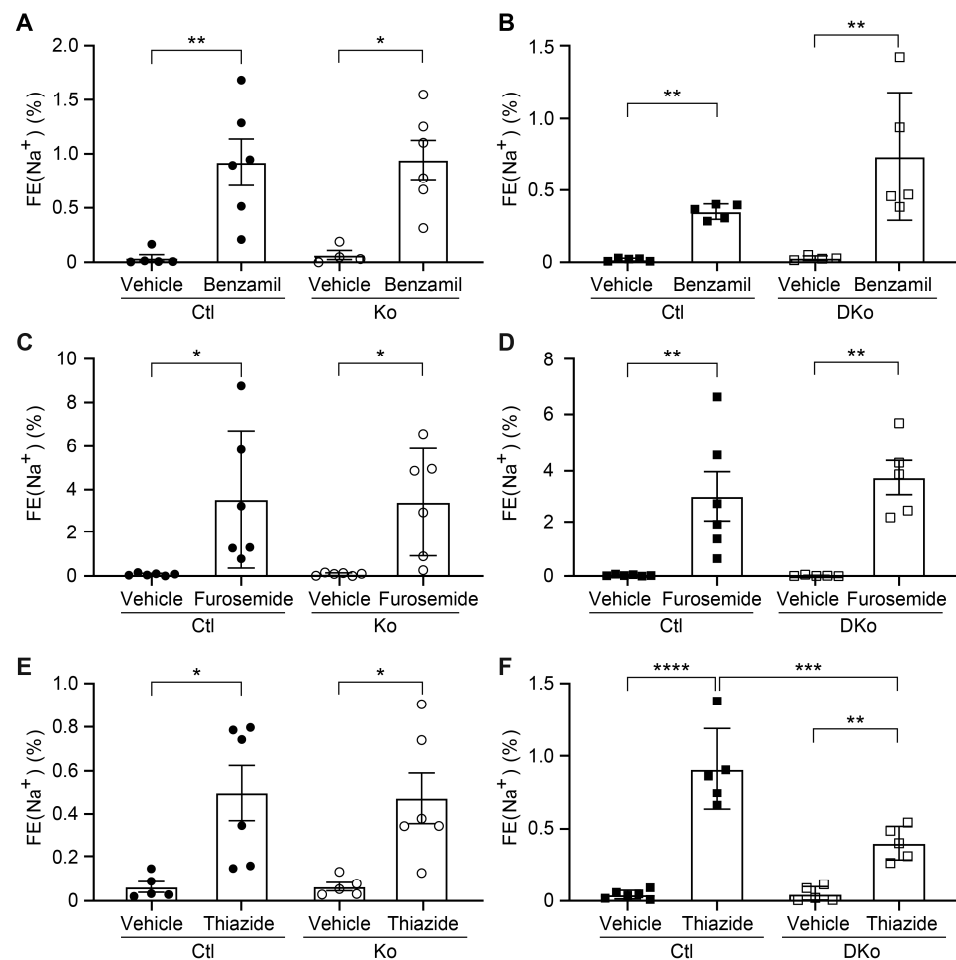 A
FE(Na+) (%)
2.0
1.5
1.0
0.5
0
**
*
Vehicle Benzamil Vehicle Benzamil
Ctl Ko
B
FE(Na+) (%)
1.5
1.0
0.5
0
**
**
Vehicle Benzamil Vehicle Benzamil
Ctl DKo
C
FE(Na+) (%)
10
8
6
4
2
0
*
*
Vehicle Furosemide Vehicle Furosemide
Ctl Ko
D
FE(Na+) (%)
8
6
4
2
0
**
**
Vehicle Furosemide Vehicle Furosemide
Ctl DKo
E
FE(Na+) (%)
1.0
0.8
0.6
0.4
0.2
0
*
*
Vehicle Thiazide Vehicle Thiazide
Ctl Ko
F
FE(Na+) (%)
1.5
1.0
0.5
0
****
***
**
Vehicle Thiazide Vehicle Thiazide
Ctl DKo